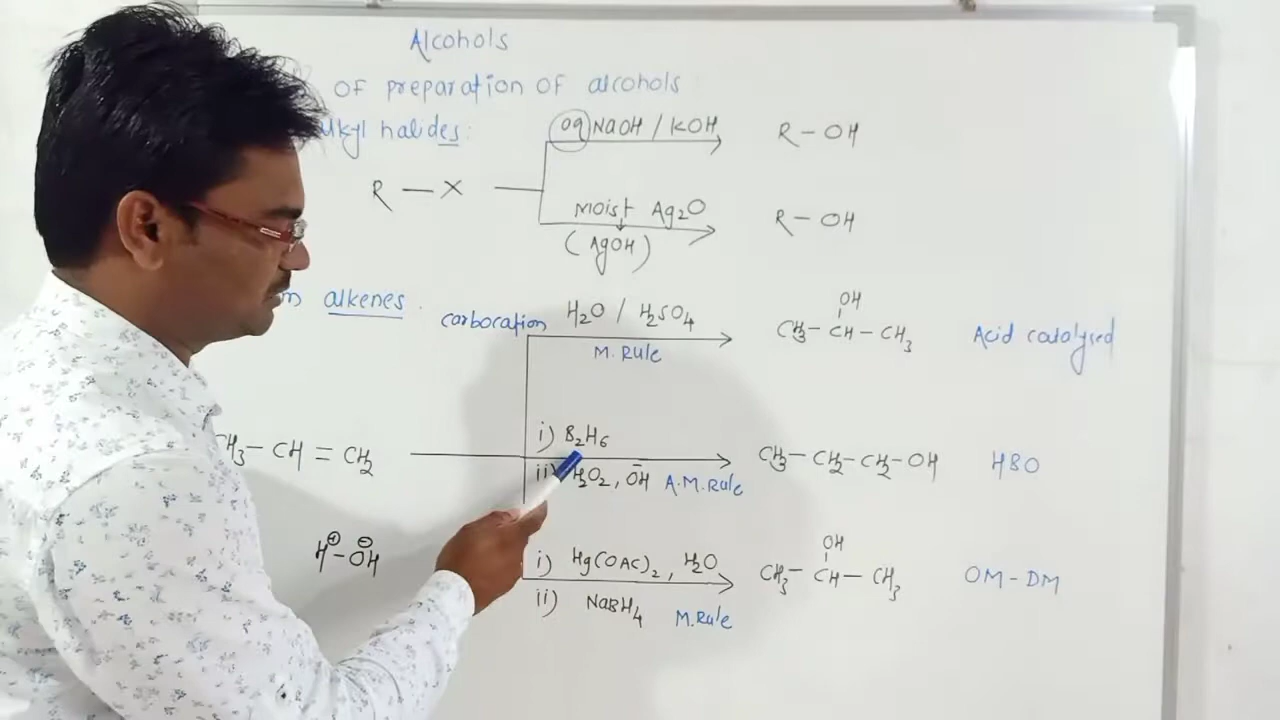 Alcohols
OF preparation OF alcohols
alkyl halides:
aq NaOH / KOH R-OH
R-X
Moist Ag2O R-OH
(AgOH)
alkenes.
OH
carbocation H2O / H2SO4 CH3-CH-CH3 Acid catalysed
M. Rule
i) B2H6
CH3-CH=CH2 CH3-CH2-CH2-OH HBO
ii) H2O2, OH⁻ A.M.Rule
OH
H⊕-OH⊖ i) Hg(OAc)2, H2O CH3-CH-CH3 OM-DM
ii) NaBH4 M.Rule